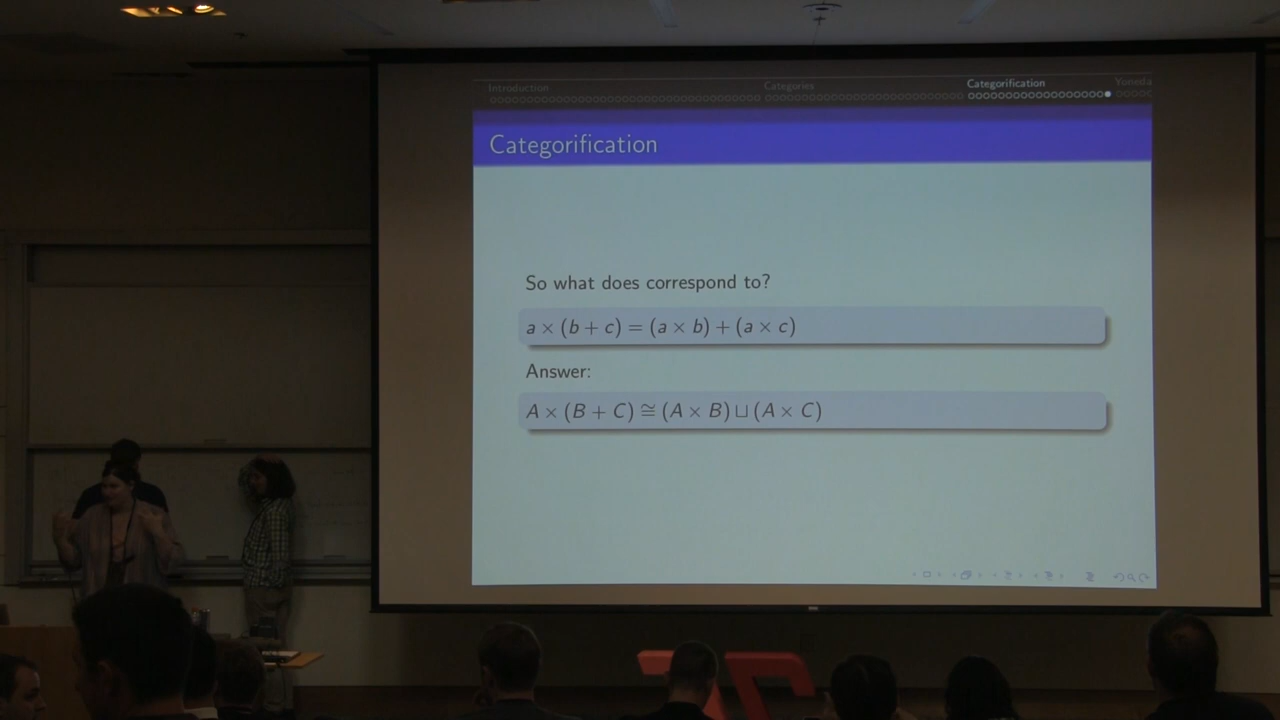 Introduction Categories Categorification Yoneda
Categorification
So what does correspond to?
a × (b + c) = (a × b) + (a × c)
Answer:
A × (B + C) ≅ (A × B) ⊔ (A × C)